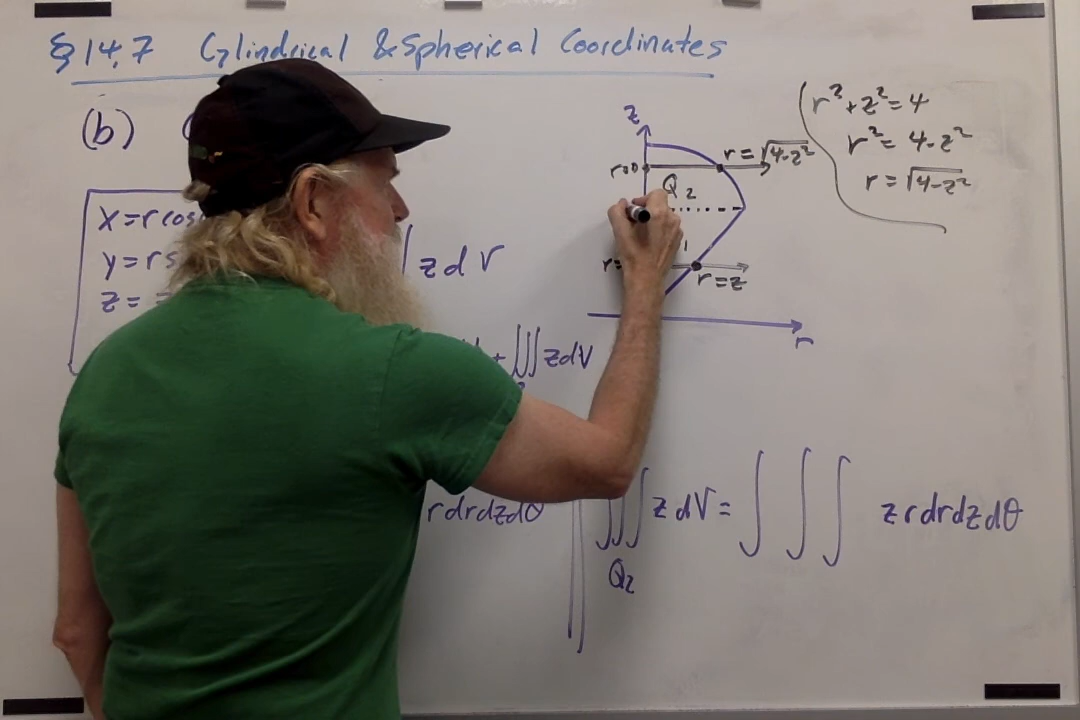 § 14.7 Cylindrical & Spherical Coordinates
(b)
x = r cos
y = r s
z =
∫ z dV
+ ∭ z dV
r dr dz dθ
z
r=0
r = √4-z²
Q2
1
r=
r = z
r
r² + z² = 4
r² = 4-z²
r = √4-z²
∭ z dV = ∫ ∫ ∫ z r dr dz dθ
Q2